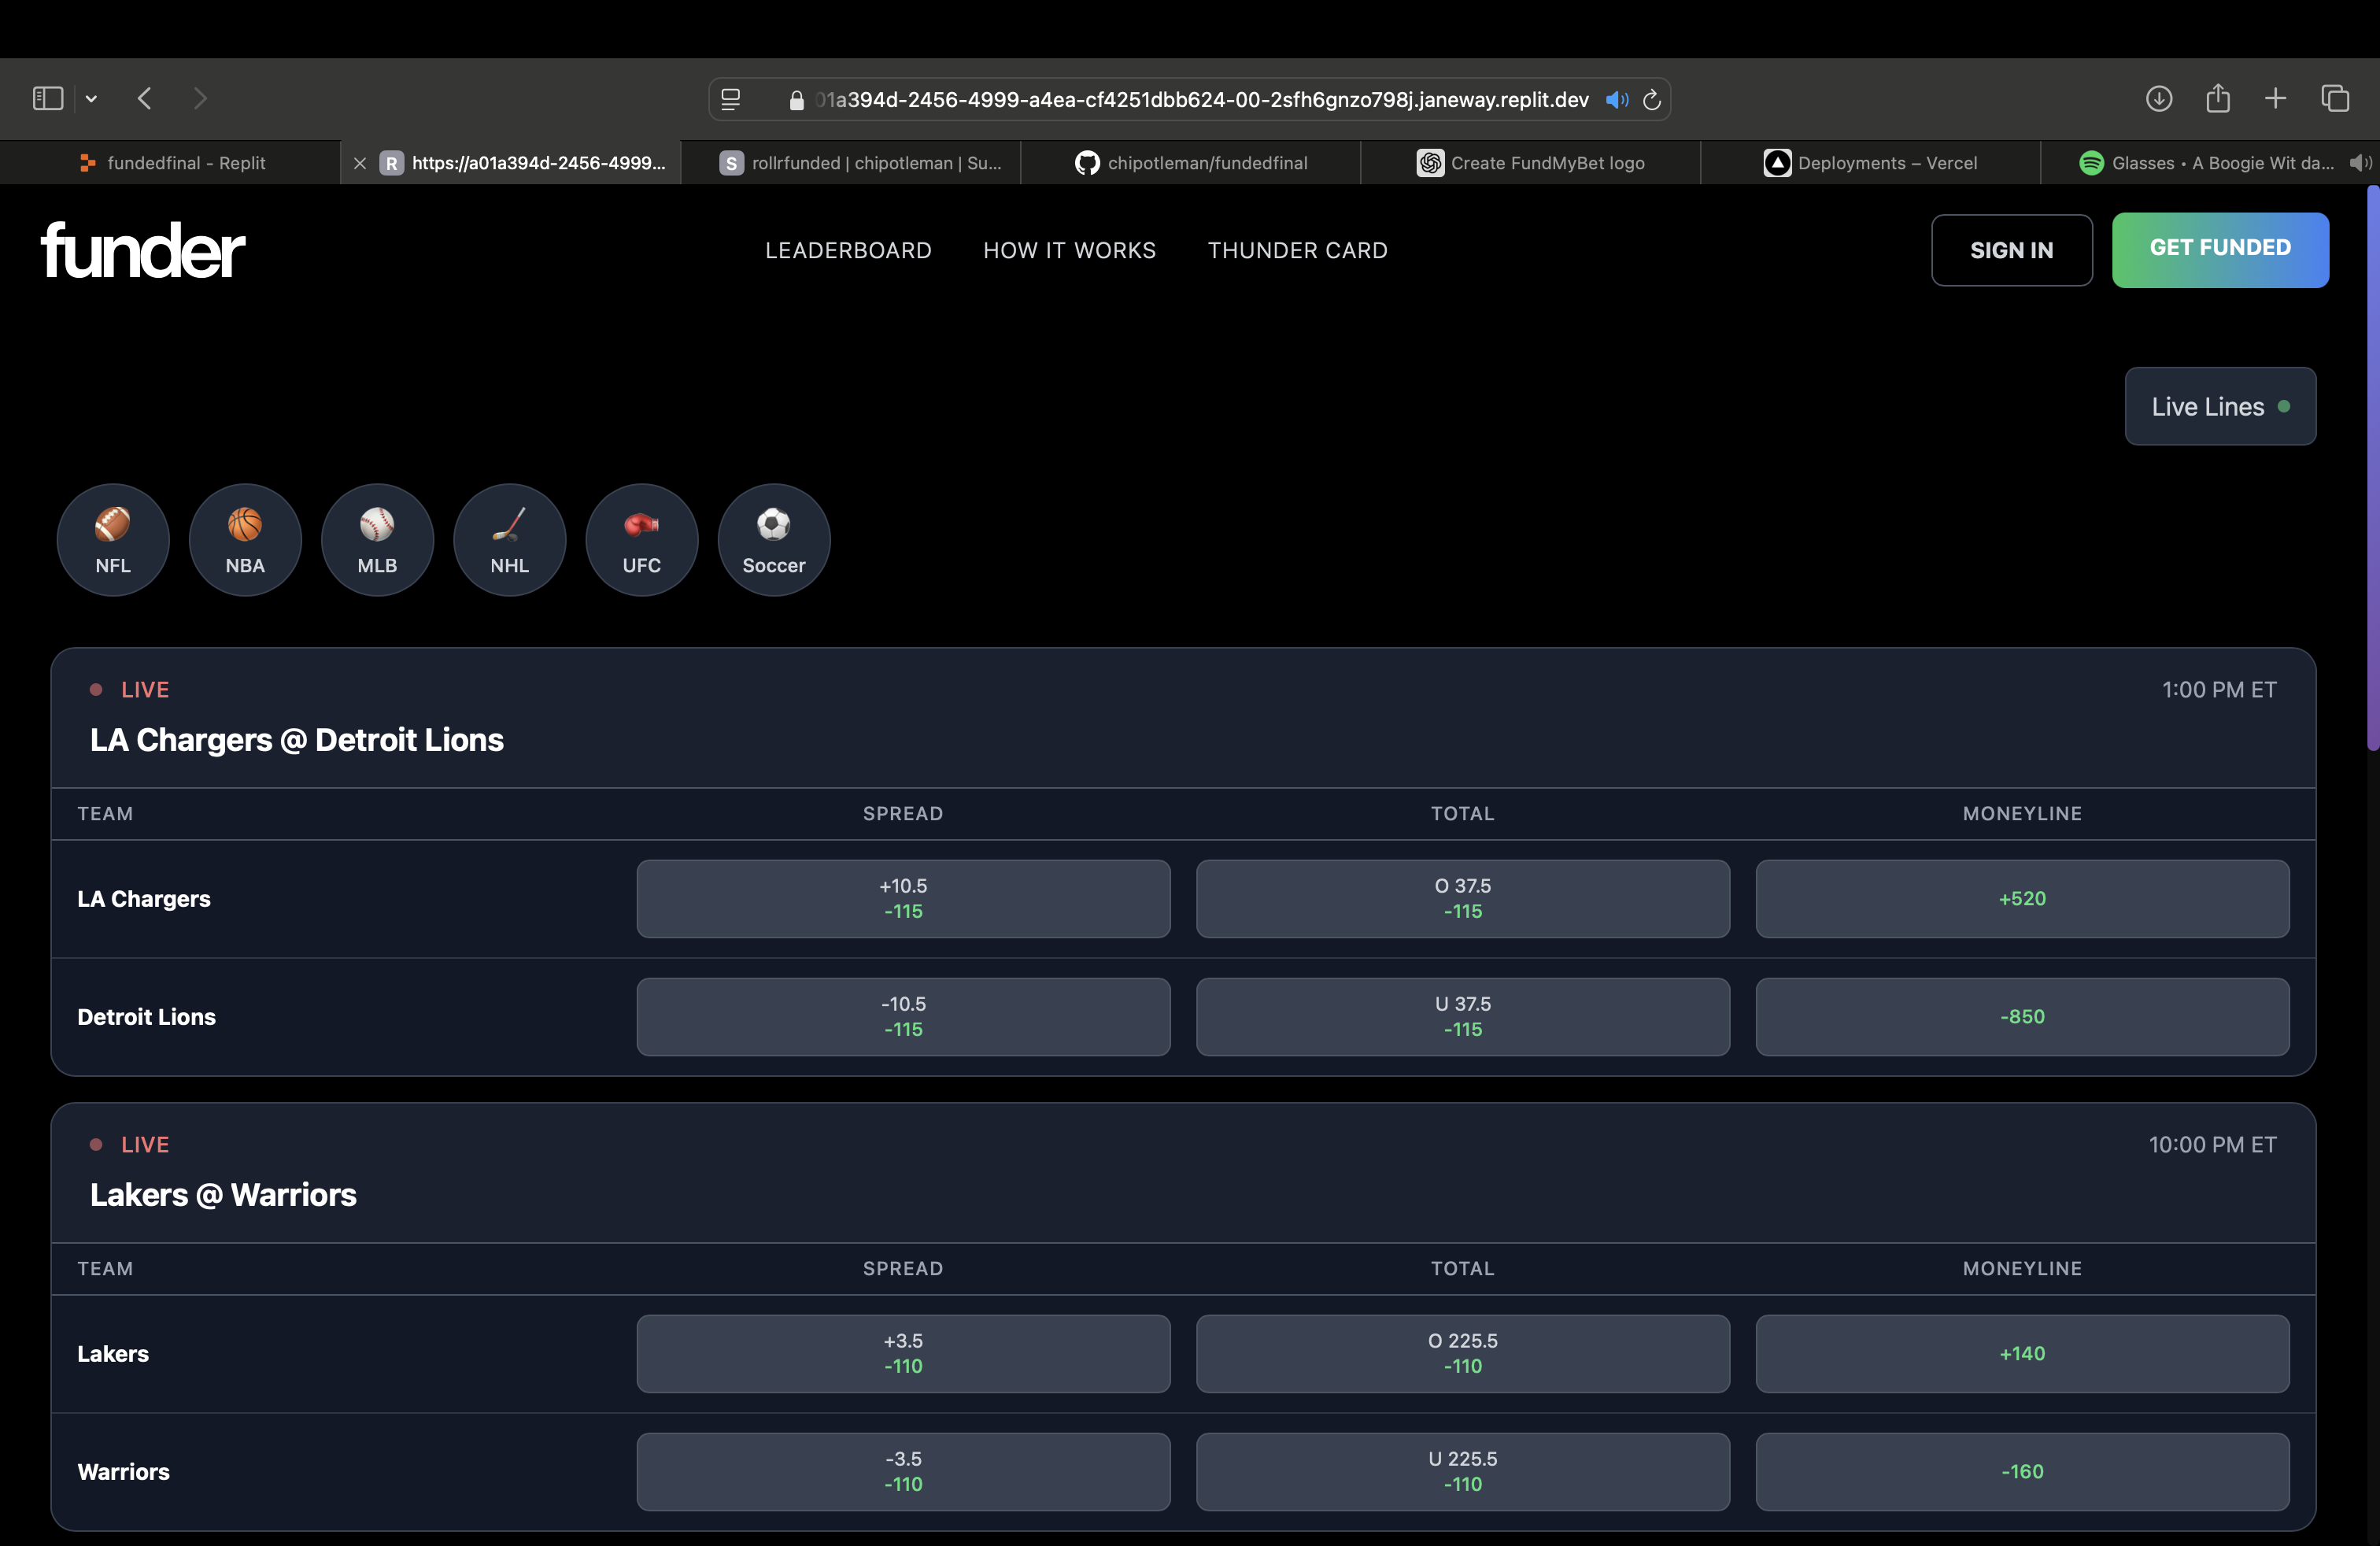 01a394d-2456-4999-a4ea-cf4251dbb624-00-2sfh6gnzo798j.janeway.replit.dev
fundedfinal - Replit
R https://a01a394d-2456-4999...
S rollrfunded | chipotleman | Su...
chipotleman/fundedfinal
Create FundMyBet logo
Deployments – Vercel
Glasses • A Boogie Wit da...
funder
LEADERBOARD
HOW IT WORKS
THUNDER CARD
SIGN IN
GET FUNDED
Live Lines
NFL
NBA
MLB
NHL
UFC
Soccer
LIVE
1:00 PM ET
LA Chargers @ Detroit Lions
TEAM SPREAD TOTAL MONEYLINE
LA Chargers
+10.5
-115
O 37.5
-115
+520
Detroit Lions
-10.5
-115
U 37.5
-115
-850
LIVE
10:00 PM ET
Lakers @ Warriors
TEAM SPREAD TOTAL MONEYLINE
Lakers
+3.5
-110
O 225.5
-110
+140
Warriors
-3.5
-110
U 225.5
-110
-160